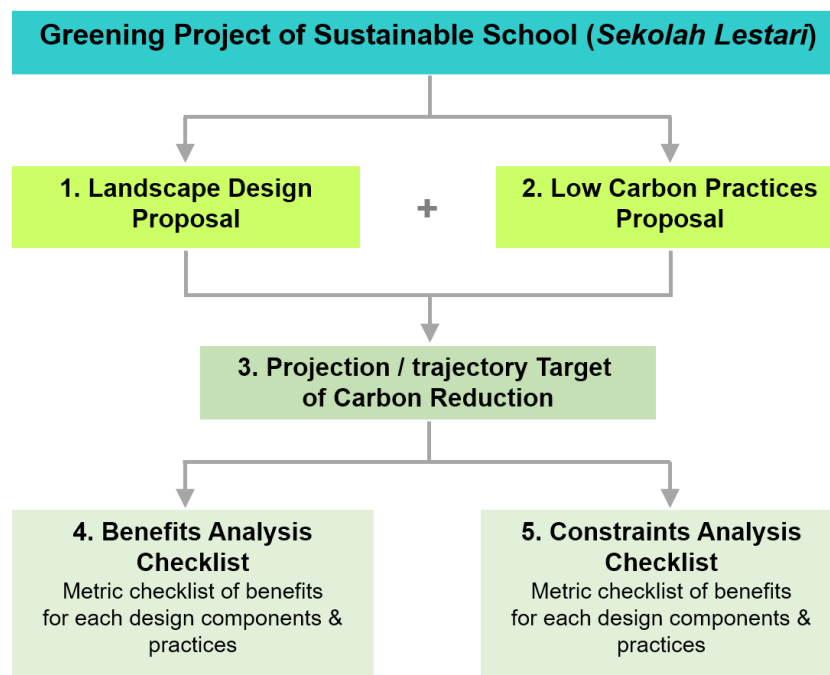 Greening Project of Sustainable School (Sekolah Lestari)
1. Landscape Design
Proposal
+
2. Low Carbon Practices
Proposal
3. Projection / trajectory Target
of Carbon Reduction
4. Benefits Analysis
Checklist
Metric checklist of benefits
for each design components &
practices
5. Constraints Analysis
Checklist
Metric checklist of benefits
for each design components &
practices